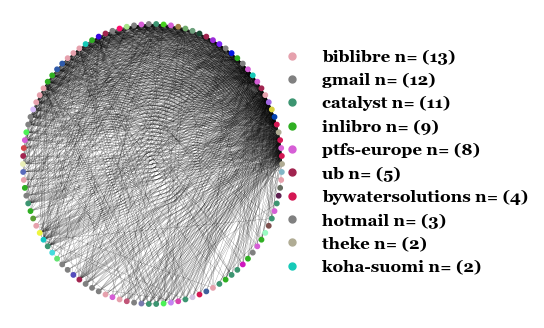 biblibre n= (13)
gmail n= (12)
catalyst n= (11)
inlibro n= (9)
ptfs-europe n= (8)
ub n= (5)
bywatersolutions n= (4)
hotmail n= (3)
theke n= (2)
koha-suomi n= (2)